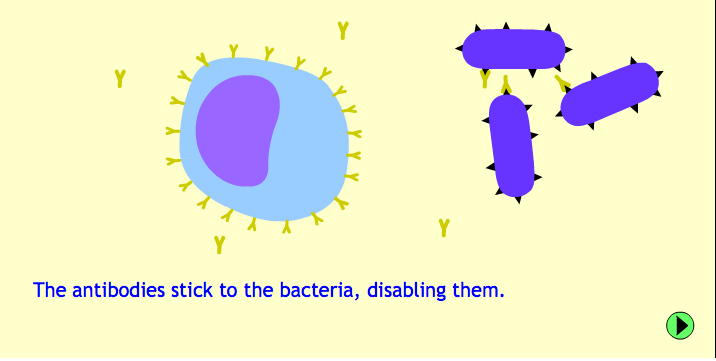 The antibodies stick to the bacteria, disabling them.